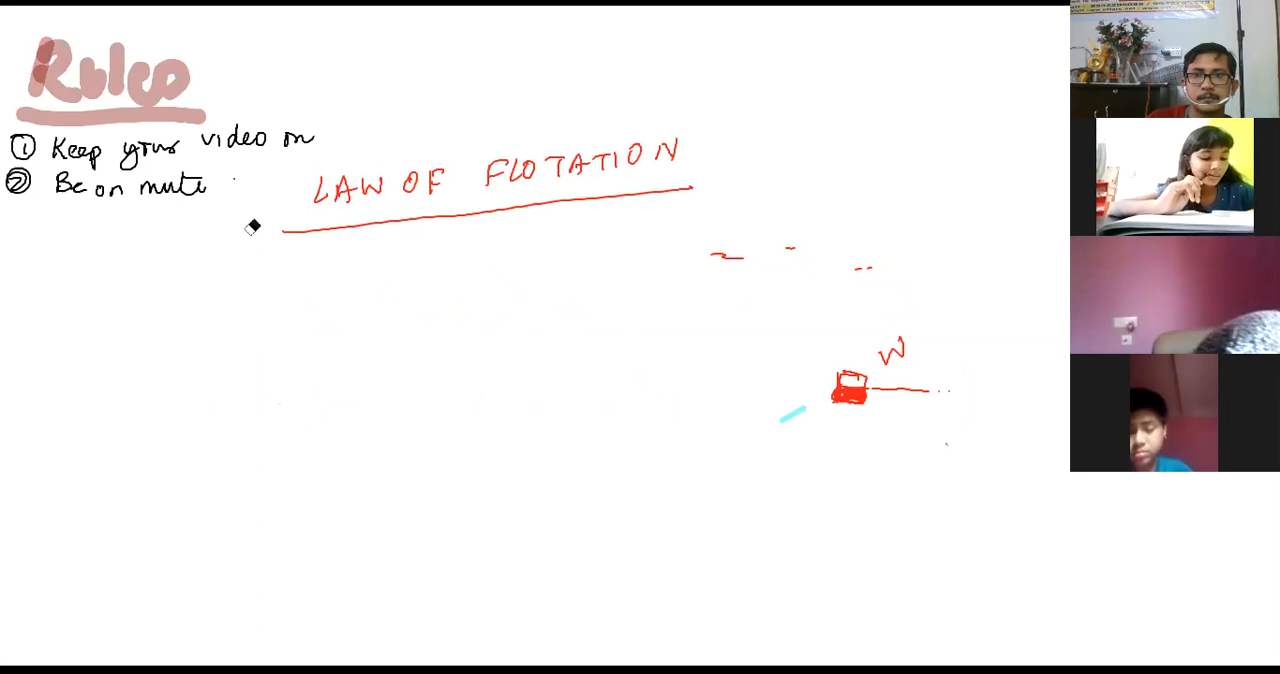 Rules
① Keep your video on
② Be on mute
LAW OF FLOTATION
W